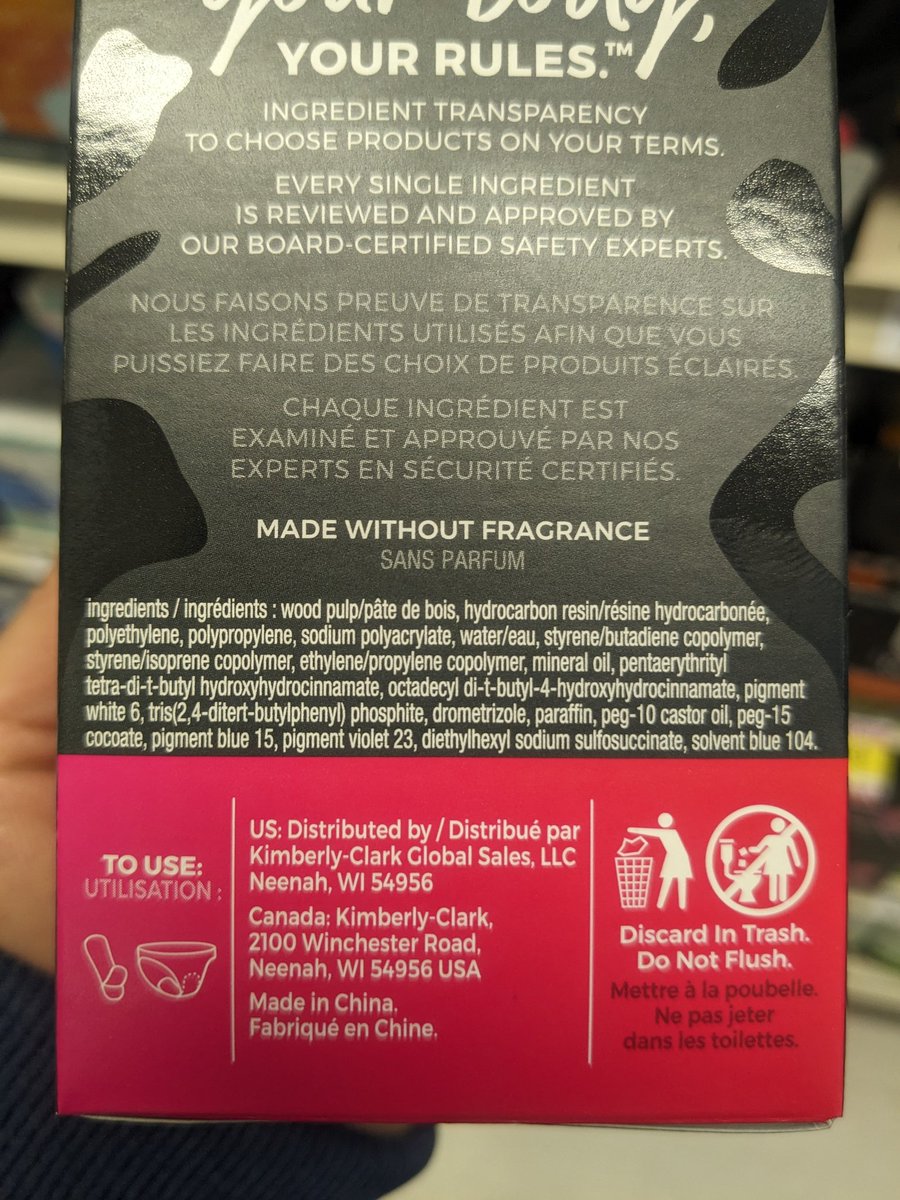 your body,
YOUR RULES.™
INGREDIENT TRANSPARENCY
TO CHOOSE PRODUCTS ON YOUR TERMS.
EVERY SINGLE INGREDIENT
IS REVIEWED AND APPROVED BY
OUR BOARD-CERTIFIED SAFETY EXPERTS.
NOUS FAISONS PREUVE DE TRANSPARENCE SUR
LES INGRÉDIENTS UTILISÉS AFIN QUE VOUS
PUISSIEZ FAIRE DES CHOIX DE PRODUITS ÉCLAIRÉS.
CHAQUE INGRÉDIENT EST
EXAMINÉ ET APPROUVÉ PAR NOS
EXPERTS EN SÉCURITÉ CERTIFIÉS.
MADE WITHOUT FRAGRANCE
SANS PARFUM
ingredients / ingrédients : wood pulp/pâte de bois, hydrocarbon resin/résine hydrocarbonée,
polyethylene, polypropylene, sodium polyacrylate, water/eau, styrene/butadiene copolymer,
styrene/isoprene copolymer, ethylene/propylene copolymer, mineral oil, pentaerythrityl
tetra-di-t-butyl hydroxyhydrocinnamate, octadecyl di-t-butyl-4-hydroxyhydrocinnamate, pigment
white 6, tris(2,4-ditert-butylphenyl) phosphite, drometrizole, paraffin, peg-10 castor oil, peg-15
cocoate, pigment blue 15, pigment violet 23, diethylhexyl sodium sulfosuccinate, solvent blue 104.
TO USE:
UTILISATION :
US: Distributed by / Distribué par
Kimberly-Clark Global Sales, LLC
Neenah, WI 54956
Canada: Kimberly-Clark,
2100 Winchester Road,
Neenah, WI 54956 USA
Made in China.
Fabriqué en Chine.
Discard In Trash.
Do Not Flush.
Mettre à la poubelle.
Ne pas jeter
dans les toilettes.